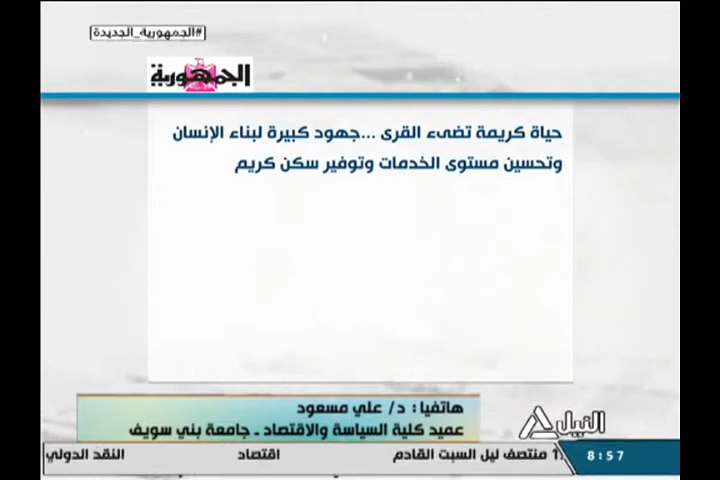 #الجمهورية_الجديدة
الجمهورية
حياة كريمة تضىء القرى ...جهود كبيرة لبناء الإنسان
وتحسين مستوى الخدمات وتوفير سكن كريم
هاتفيا: د/ علي مسعود
عميد كلية السياسة والاقتصاد - جامعة بني سويف
النيل
منتصف ليل السبت القادم
اقتصاد
النقد الدولي
8:57